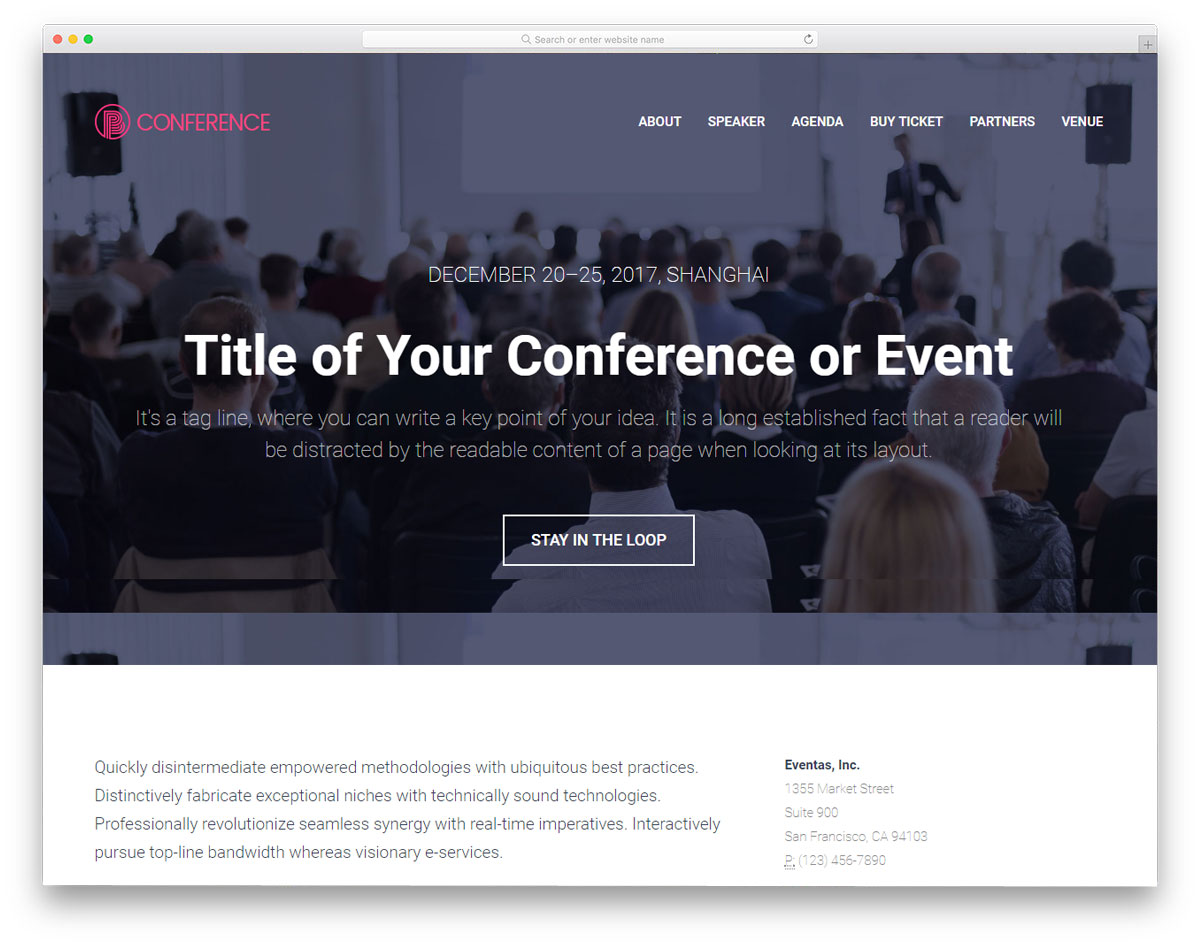 Search or enter website name
CONFERENCE
ABOUT SPEAKER AGENDA BUY TICKET PARTNERS VENUE
DECEMBER 20–25, 2017, SHANGHAI
Title of Your Conference or Event
It's a tag line, where you can write a key point of your idea. It is a long established fact that a reader will
be distracted by the readable content of a page when looking at its layout.
STAY IN THE LOOP
Quickly disintermediate empowered methodologies with ubiquitous best practices.
Distinctively fabricate exceptional niches with technically sound technologies.
Professionally revolutionize seamless synergy with real-time imperatives. Interactively
pursue top-line bandwidth whereas visionary e-services.
Eventas, Inc.
1355 Market Street
Suite 900
San Francisco, CA 94103
P: (123) 456-7890